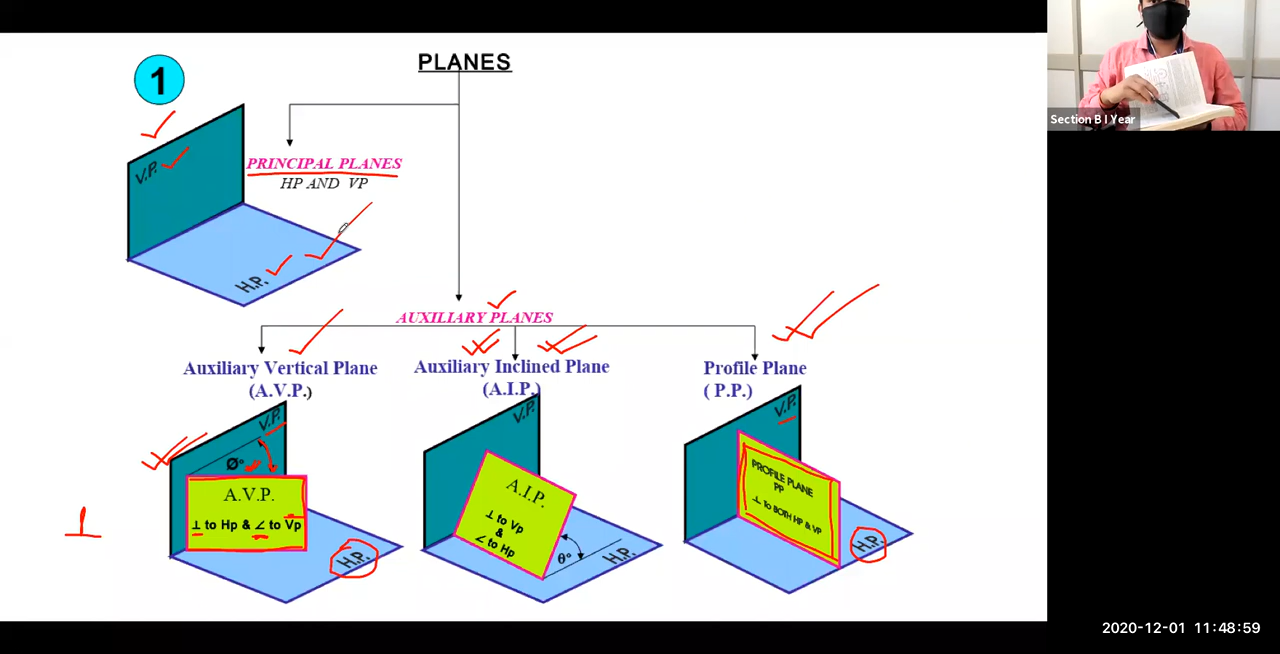 PLANES
1
V.P.
PRINCIPAL PLANES
HP AND VP
H.P.
AUXILIARY PLANES
Auxiliary Vertical Plane
(A.V.P.)
Auxiliary Inclined Plane
(A.I.P.)
Profile Plane
( P.P.)
V.P.
Ø°
A.V.P.
⊥ to Hp & ∠ to Vp
H.P.
⊥
V.P.
A.I.P.
⊥ to Vp
&
∠ to Hp
θ°
H.P.
V.P.
PROFILE PLANE
PP
⊥ To BOTH HP & VP
H.P.
Section B I Year
2020-12-01 11:48:59